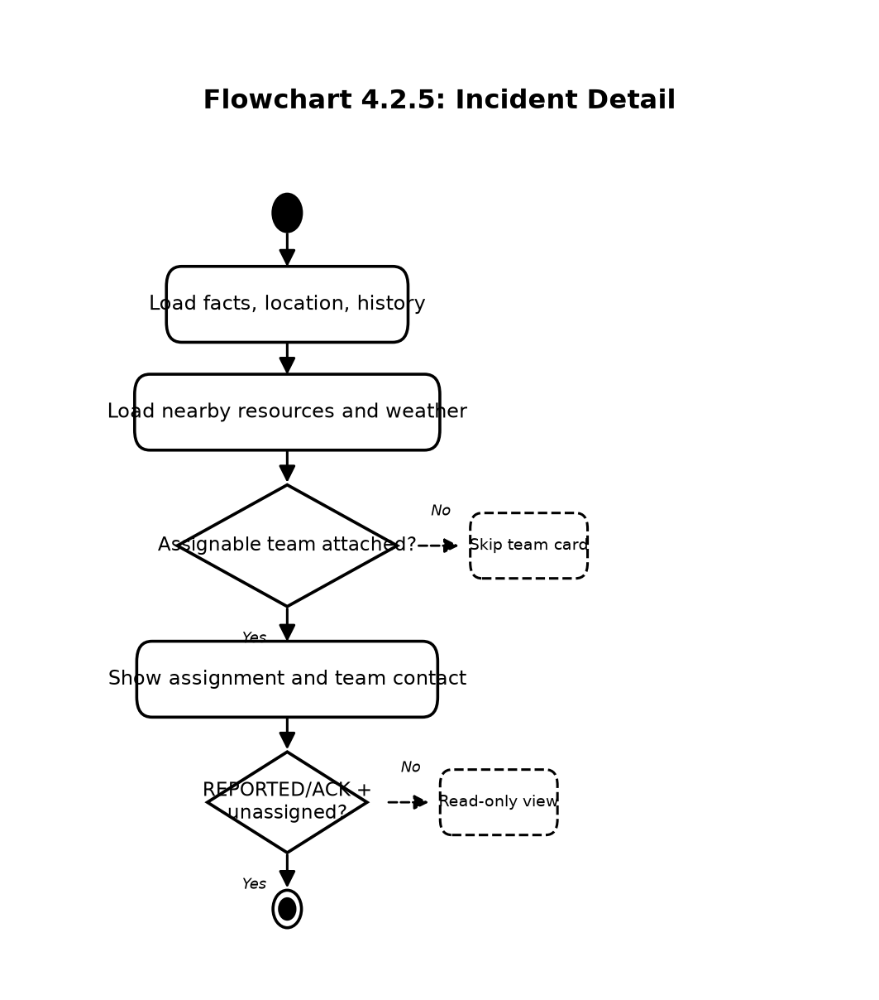 Flowchart 4.2.5: Incident Detail
Load facts, location, history
Load nearby resources and weather
Assignable team attached?
No
Skip team card
Yes
Show assignment and team contact
REPORTED/ACK +
unassigned?
No
Read-only view
Yes